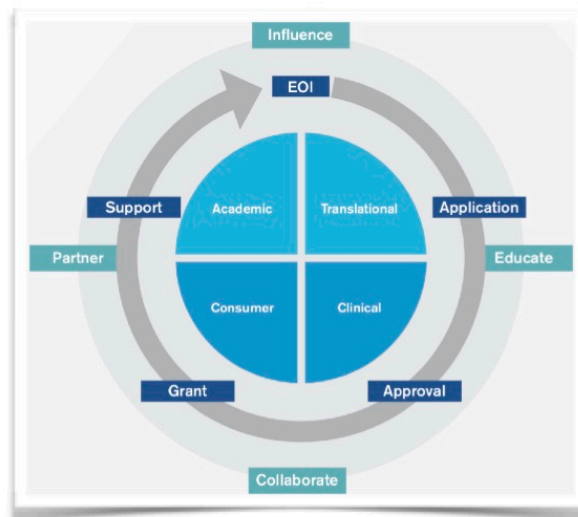 Influence
EOI
Support
Academic
Translational
Application
Partner
Educate
Consumer
Clinical
Grant
Approval
Collaborate